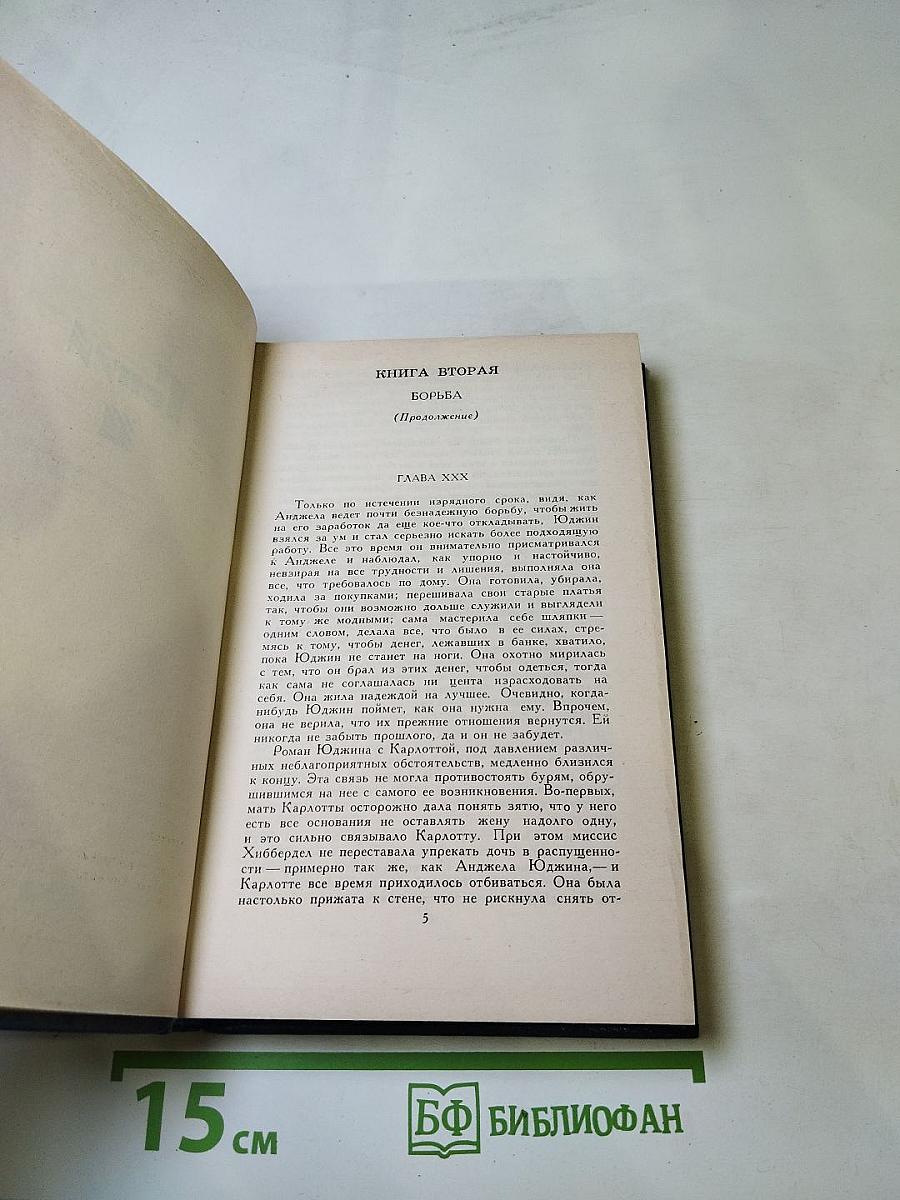 КНИГА ВТОРАЯ
БОРЬБА
(Продолжение)
ГЛАВА XXX
Только по истечении изрядного срока, видя, как
Анджела ведет почти безнадежную борьбу, чтобы жить
на его заработок да еще кое-что откладывать, Юджин
взялся за ум и стал серьезно искать более подходящую
работу. Все это время он внимательно присматривался
к Анджеле и наблюдал, как упорно и настойчиво,
невзирая на все трудности и лишения, выполняла она
все, что требовалось по дому. Она готовила, убирала,
ходила за покупками; перешивала свои старые платья
так, чтобы они возможно дольше служили и выглядели
к тому же модными; сама мастерила себе шляпки —
одним словом, делала все, что было в ее силах, стре-
мясь к тому, чтобы денег, лежавших в банке, хватило,
пока Юджин не станет на ноги. Она охотно мирилась
с тем, что он брал из этих денег, чтобы одеться, тогда
как сама не соглашалась ни цента израсходовать на
себя. Она жила надеждой на лучшее. Очевидно, когда-
нибудь Юджин поймет, как она нужна ему. Впрочем,
она не верила, что их прежние отношения вернутся. Ей
никогда не забыть прошлого, да и он не забудет.
Роман Юджина с Карлоттой, под давлением различ-
ных неблагоприятных обстоятельств, медленно близился
к концу. Эта связь не могла противостоять бурям, обру-
шившимся на нее с самого ее возникновения. Во-первых,
мать Карлотты осторожно дала понять зятю, что у него
есть все основания не оставлять жену надолго одну,
и это сильно связывало Карлотту. При этом миссис
Хиббердел не переставала упрекать дочь в распущенно-
сти — примерно так же, как Анджела Юджина,— и
Карлотте все время приходилось отбиваться. Она была
настолько прижата к стене, что не рискнула снять от-
5
15 см
БФ БИБЛИОФАН